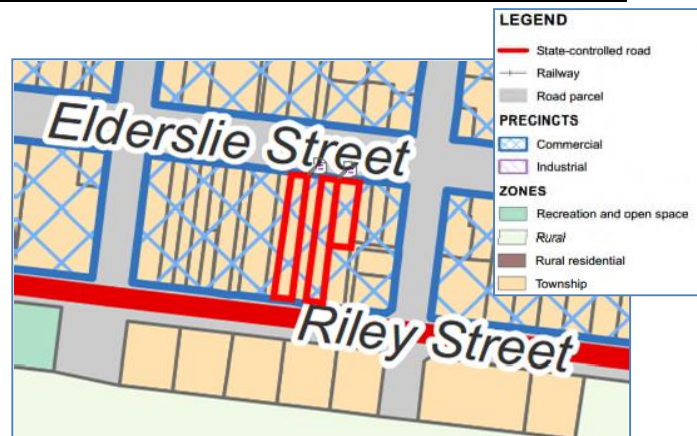 LEGEND
State-controlled road
Railway
Road parcel
PRECINCTS
Commercial
Industrial
ZONES
Recreation and open space
Rural
Rural residential
Township
Elderslie Street
Riley Street